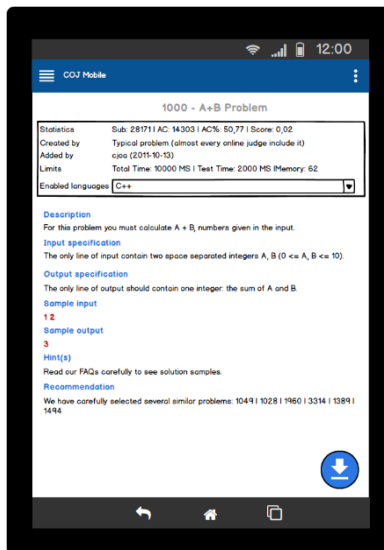 12:00
COJ Mobile
1000 - A+B Problem
Statistics Sub: 28171 | AC: 14303 | AC%: 50,77 | Score: 0,02
Created by Typical problem (almost every online judge include it)
Added by cjoo (2011-10-13)
Limits Total Time: 10000 MS | Test Time: 2000 MS |Memory: 62
Enabled languages C++
Description
For this problem you must calculate A + B, numbers given in the input.
Input specification
The only line of input contain two space separated integers A, B (0 <= A, B <= 10).
Output specification
The only line of output should contain one integer: the sum of A and B.
Sample input
1 2
Sample output
3
Hint(s)
Read our FAQs carefully to see solution samples.
Recommendation
We have carefully selected several similar problems: 1049 | 1028 | 1960 | 3314 | 1389 |
1494